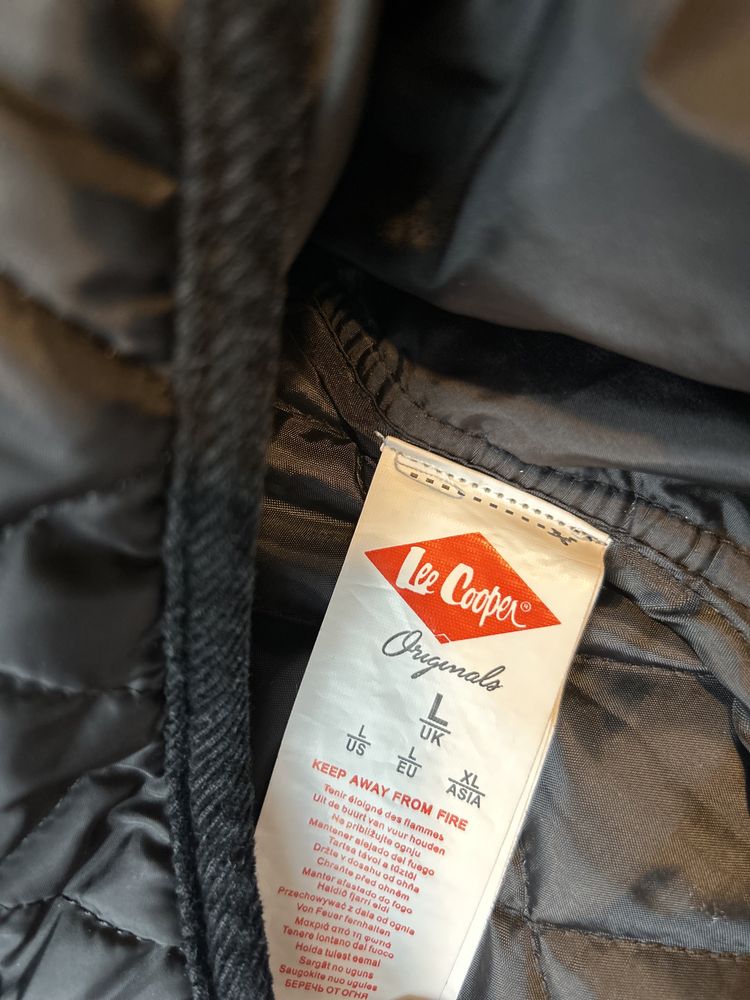 Lee Cooper®
Originals
L
UK
L
US
L
EU
XL
ASIA
KEEP AWAY FROM FIRE
Tenir éloigné des flammes
Uit de buurt van vuur houden
Na približujte ognju
Mantener alejado del fuego
Tartsa távol a tűztől
Držte v dosahu od ohňa
Chraňte před ohněm
Manter afastado do fogo
Haldið fjarri eldi
Przechowywać z dala od ognia
Von Feuer fernhalten
Μακριά από τη φωτιά
Tenere lontano dal fuoco
Hoida tulest eemal
Sargāt no uguns
Saugokite nuo ugnies
БЕРЕЧЬ ОТ ОГНЯ